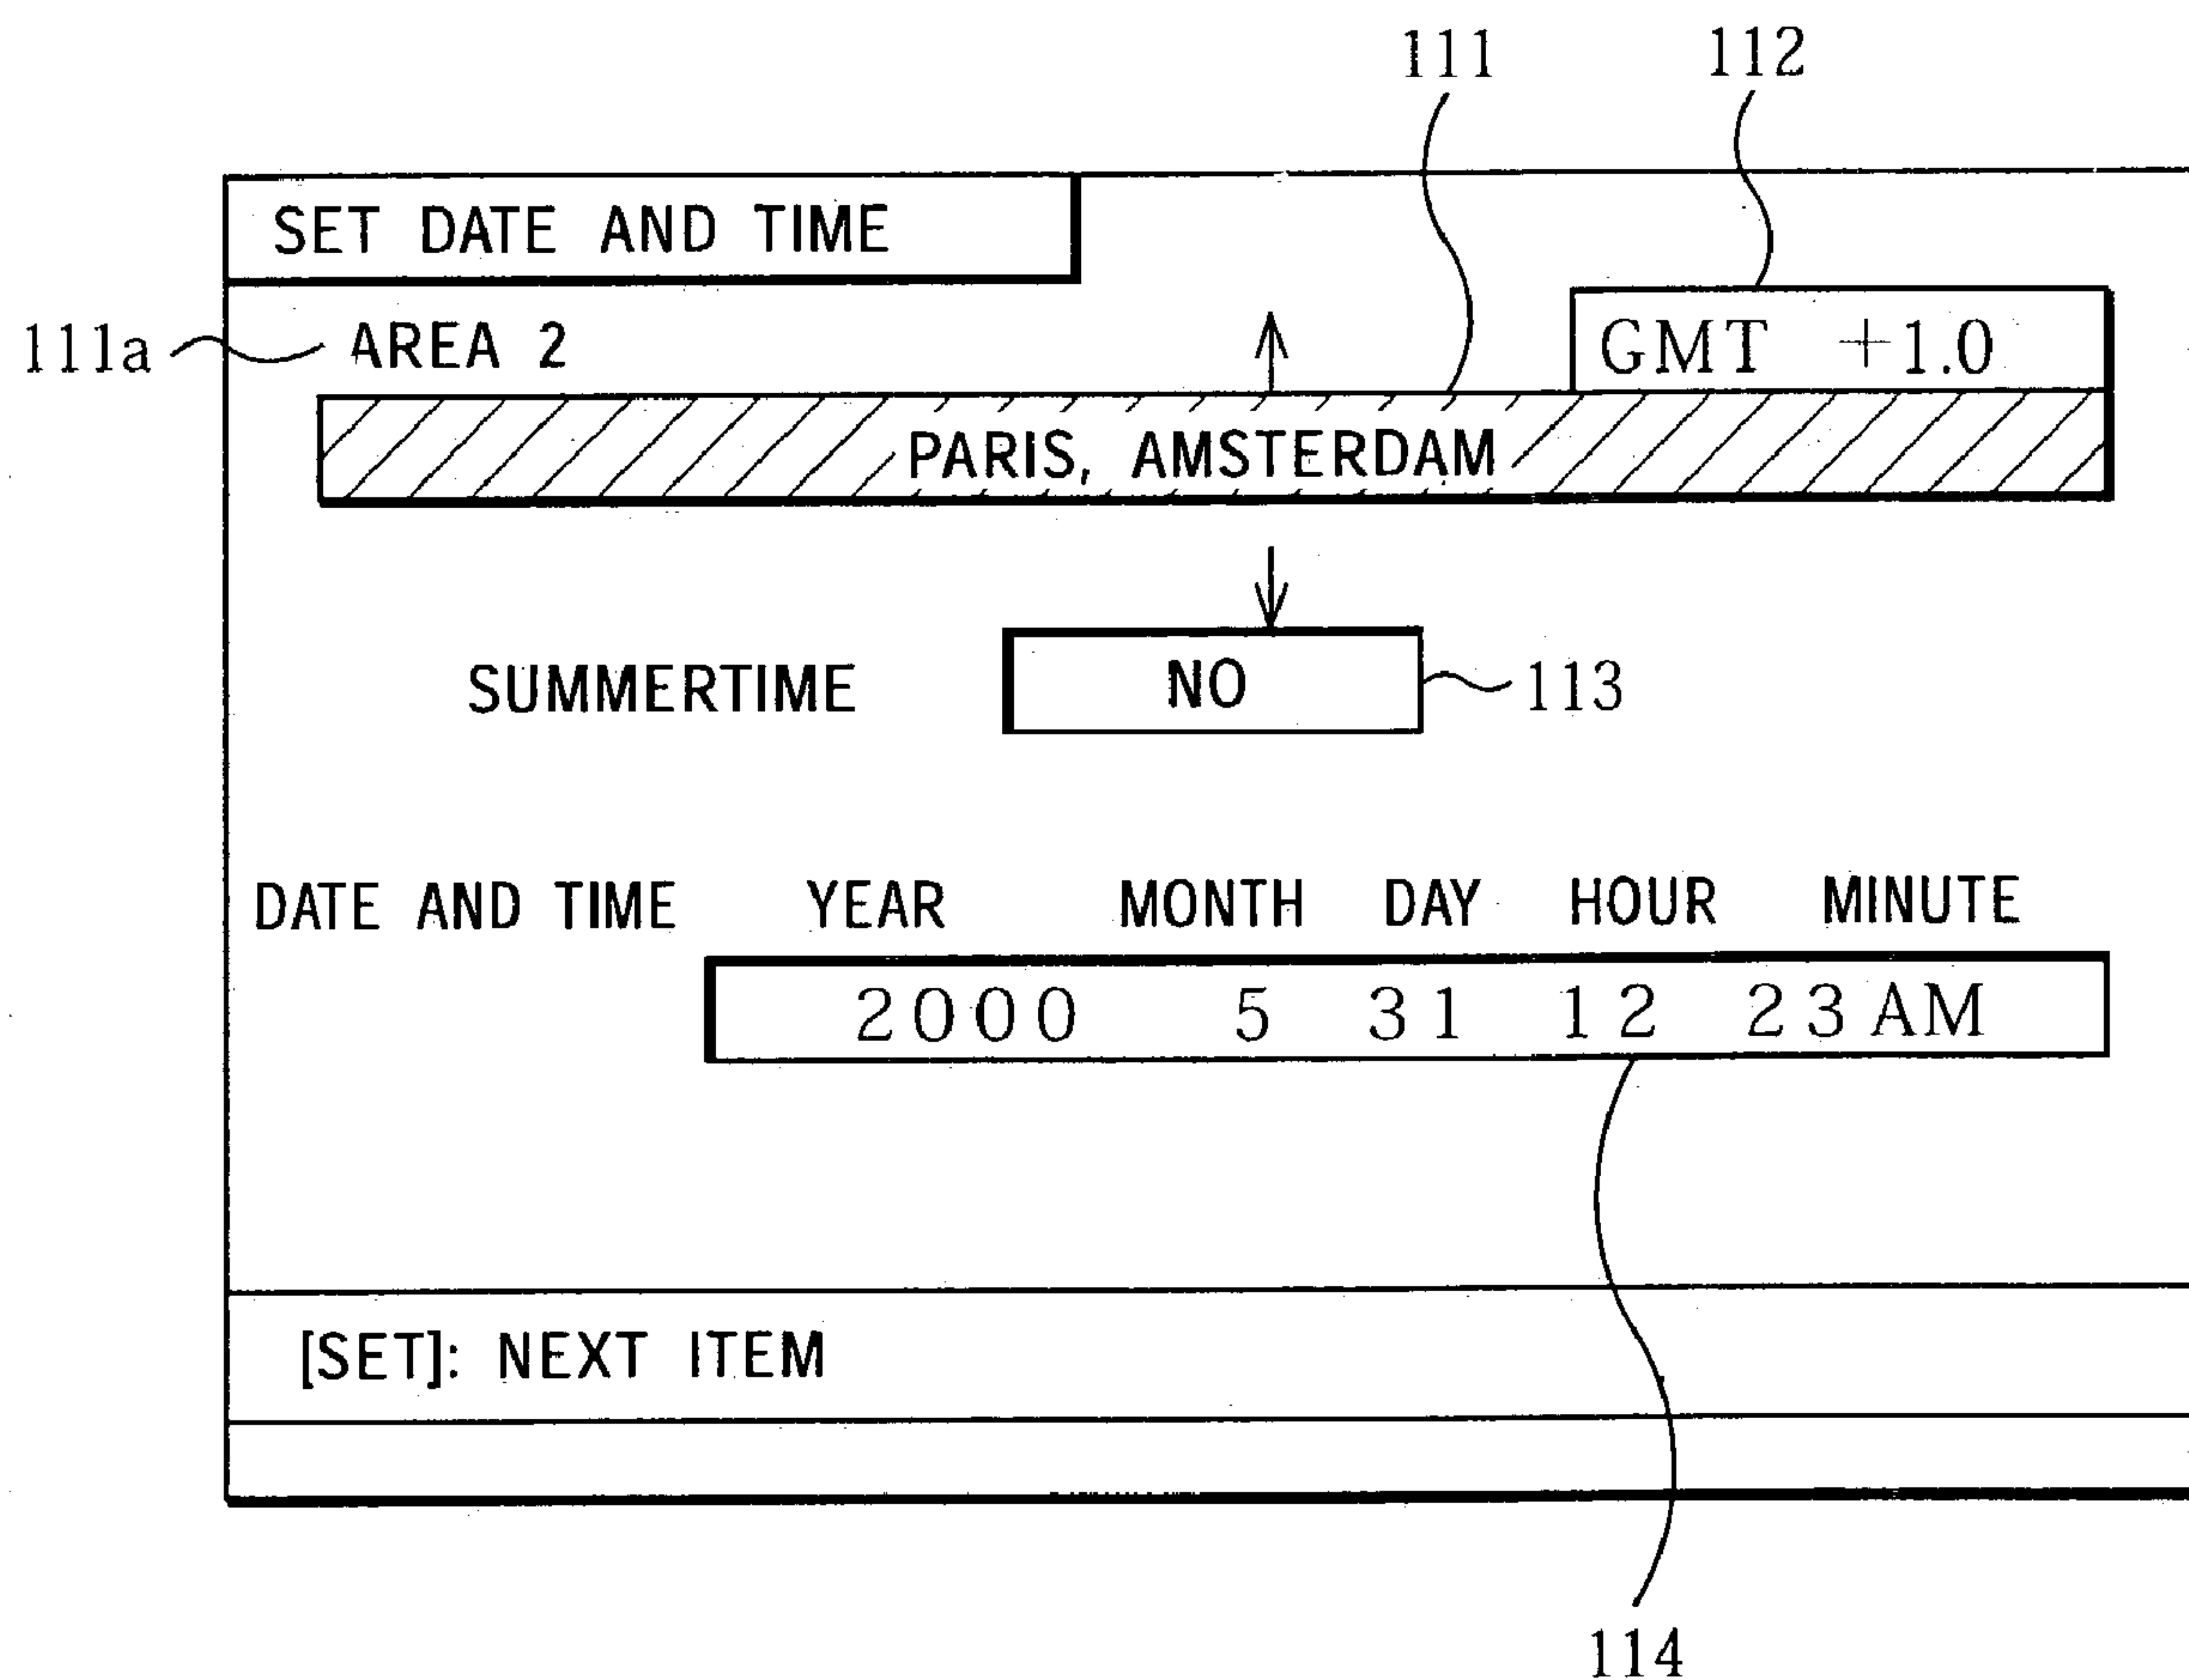 111 112
SET DATE AND TIME
111a AREA 2 GMT +1.0
PARIS, AMSTERDAM
SUMMERTIME NO 113
DATE AND TIME YEAR MONTH DAY HOUR MINUTE
2000 5 31 12 23 AM
[SET]: NEXT ITEM
114